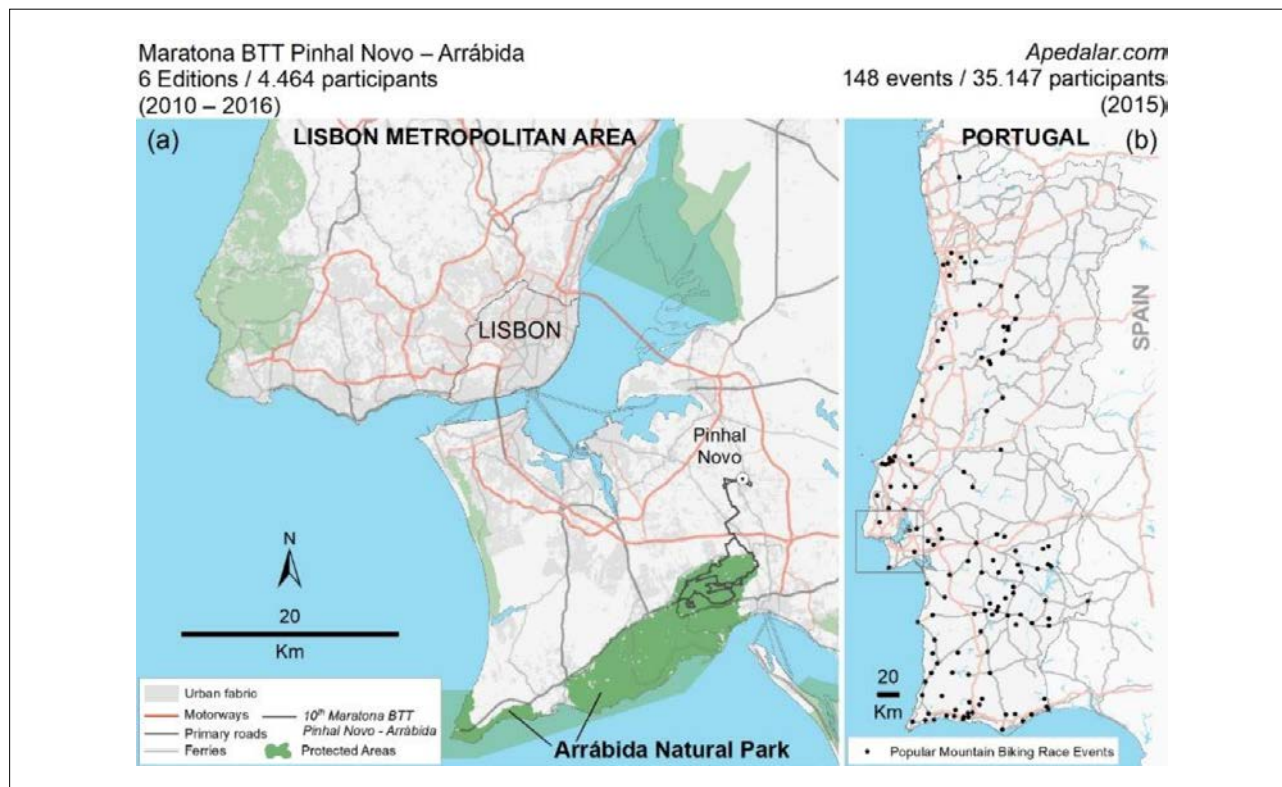 Maratona BTT Pinhal Novo – Arrábida
6 Editions / 4.464 participants
(2010 – 2016)
Apedalar.com
148 events / 35.147 participants
(2015)
(a)
LISBON METROPOLITAN AREA
LISBON
Pinhal
Novo
N
20
Km
Urban fabric
Motorways
Primary roads
Ferries
10th Maratona BTT
Pinhal Novo - Arrábida
Protected Areas
Arrábida Natural Park
PORTUGAL
(b)
SPAIN
20
Km
Popular Mountain Biking Race Events